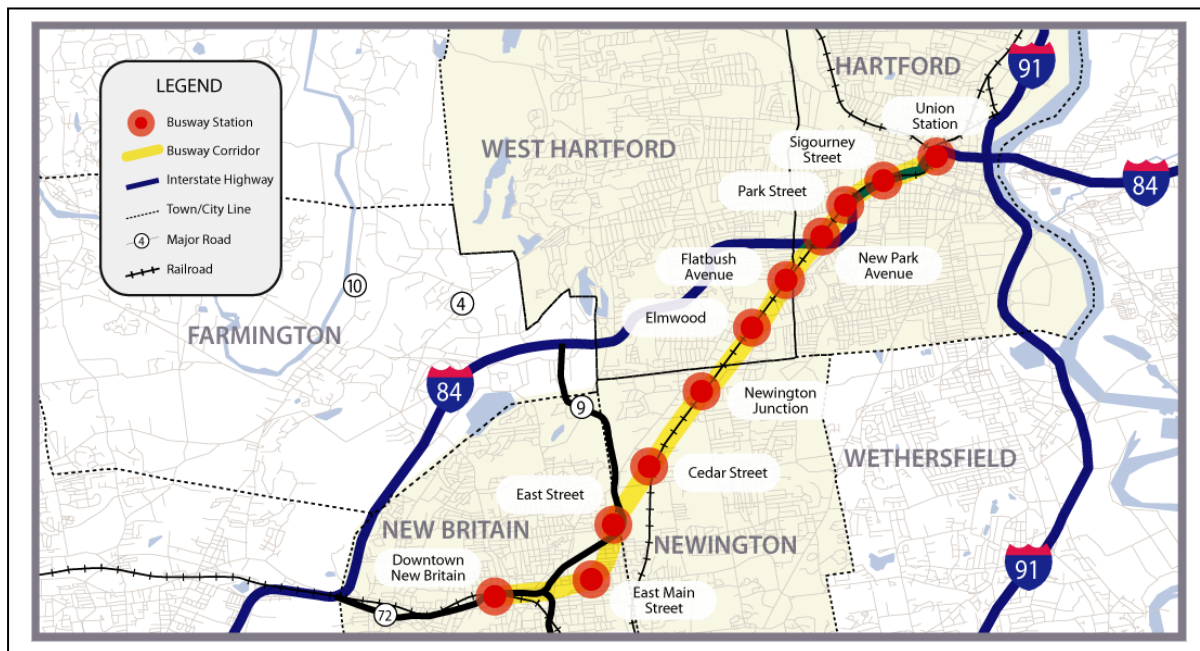 LEGEND
Busway Station
Busway Corridor
Interstate Highway
Town/City Line
4
Major Road
Railroad
HARTFORD
91
Union
Station
WEST HARTFORD
Sigourney
Street
Park Street
84
Flatbush
Avenue
New Park
Avenue
10
4
Elmwood
FARMINGTON
84
9
Newington
Junction
WETHERSFIELD
Cedar Street
East Street
NEW BRITAIN
NEWINGTON
Downtown
New Britain
91
East Main
Street
72